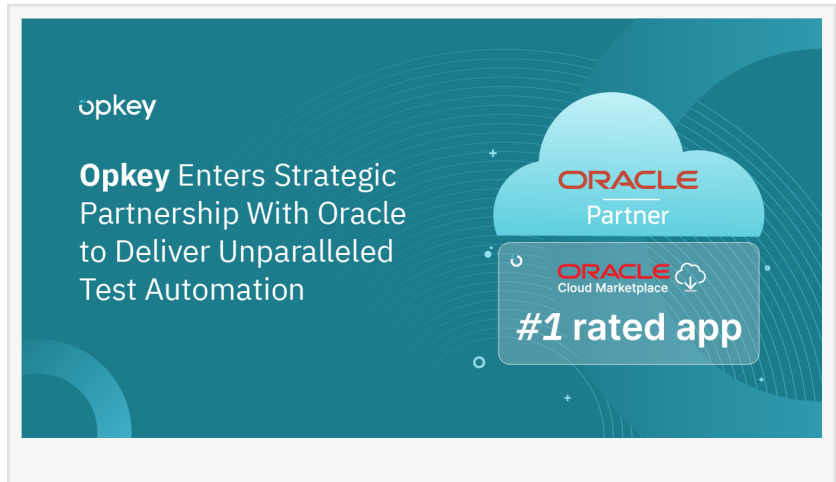 opkey
Opkey Enters Strategic
Partnership With Oracle
to Deliver Unparalleled
Test Automation
ORACLE
Partner
ORACLE
Cloud Marketplace
#1 rated app